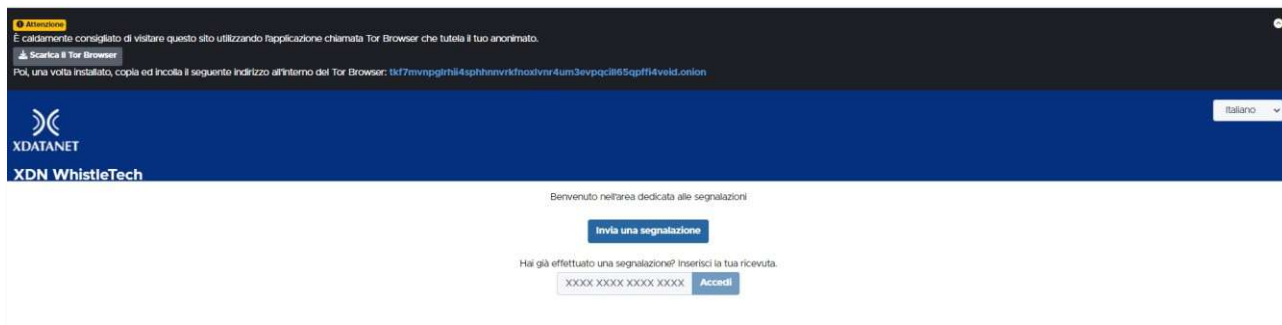 Attenzione
È caldamente consigliato di visitare questo sito utilizzando l'applicazione chiamata Tor Browser che tutela il tuo anonimato.
Scarica il Tor Browser
Poi, una volta installato, copia ed incolla il seguente indirizzo all'interno del Tor Browser:
Italiano
XDATANET
XDN WhistleTech
Benvenuto nell'area dedicata alle segnalazioni
Invia una segnalazione
Hai già effettuato una segnalazione? Inserisci la tua ricevuta.
XXXX XXXX XXXX XXXX Accedi